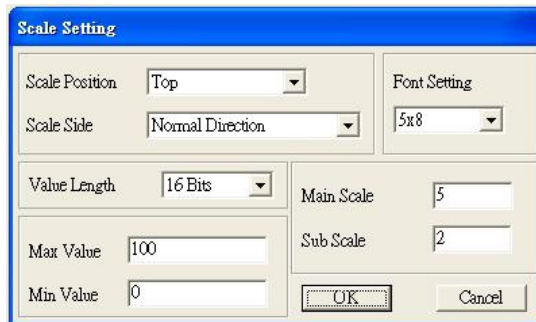 Scale Setting
Scale Position Top
Font Setting
Scale Side Normal Direction
5x8
Value Length 16 Bits
Main Scale 5
Sub Scale 2
Max Value 100
Min Value 0
OK Cancel